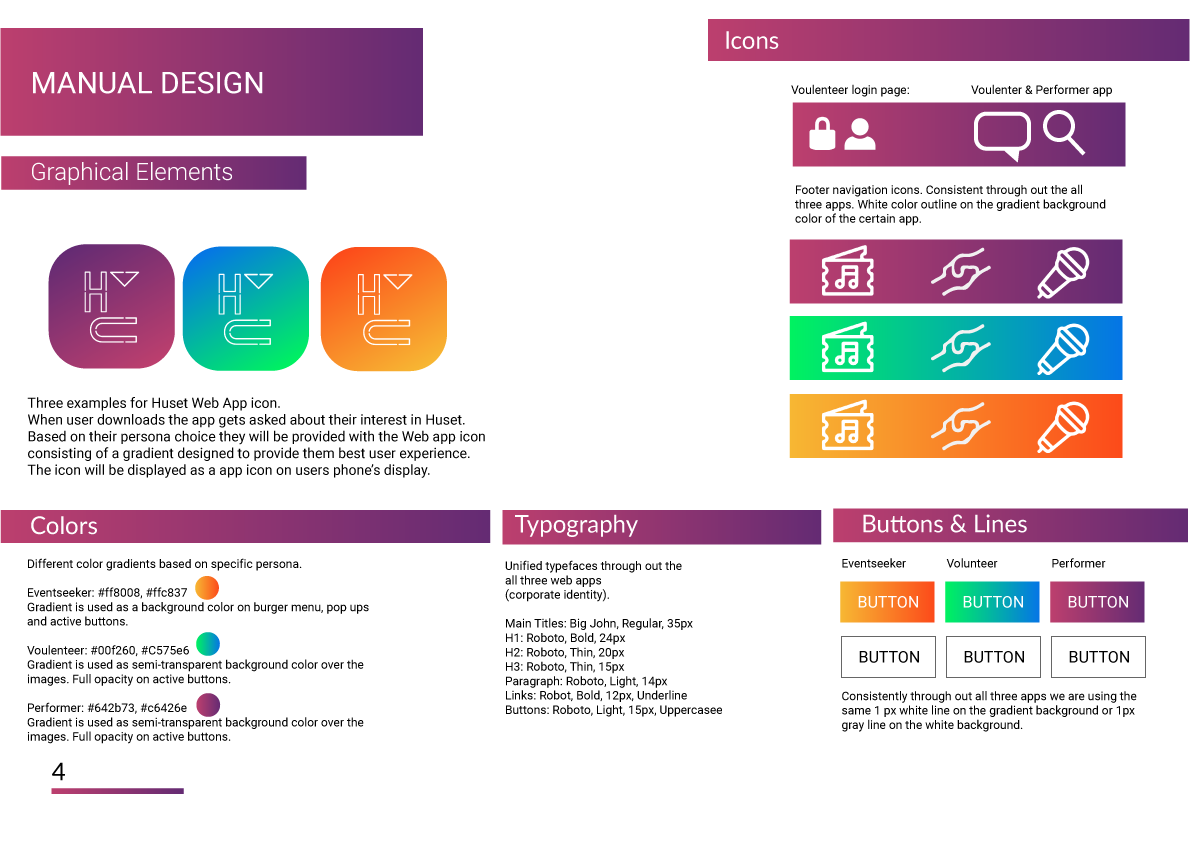 MANUAL DESIGN
Graphical Elements
Three examples for Huset Web App icon.
When user downloads the app gets asked about their interest in Huset.
Based on their persona choice they will be provided with the Web app icon
consisting of a gradient designed to provide them best user experience.
The icon will be displayed as a app icon on users phone's display.
Icons
Voulenteer login page:
Voulenter & Performer app
Footer navigation icons. Consistent through out the all
three apps. White color outline on the gradient background
color of the certain app.
Colors
Different color gradients based on specific persona.
Eventseeker: #ff8008, #ffc837
Gradient is used as a background color on burger menu, pop ups
and active buttons.
Voulenteer: #00f260, #C575e6
Gradient is used as semi-transparent background color over the
images. Full opacity on active buttons.
Performer: #642b73, #c6426e
Gradient is used as semi-transparent background color over the
images. Full opacity on active buttons.
4
Typography
Unified typefaces through out the
all three web apps
(corporate identity).
Main Titles: Big John, Regular, 35px
H1: Roboto, Bold, 24px
H2: Roboto, Thin, 20px
H3: Roboto, Thin, 15px
Paragraph: Roboto, Light, 14px
Links: Robot, Bold, 12px, Underline
Buttons: Roboto, Light, 15px, Uppercasee
Buttons & Lines
Eventseeker
Volunteer
Performer
BUTTON
BUTTON
BUTTON
BUTTON
BUTTON
BUTTON
Consistently through out all three apps we are using the
same 1 px white line on the gradient background or 1px
gray line on the white background.